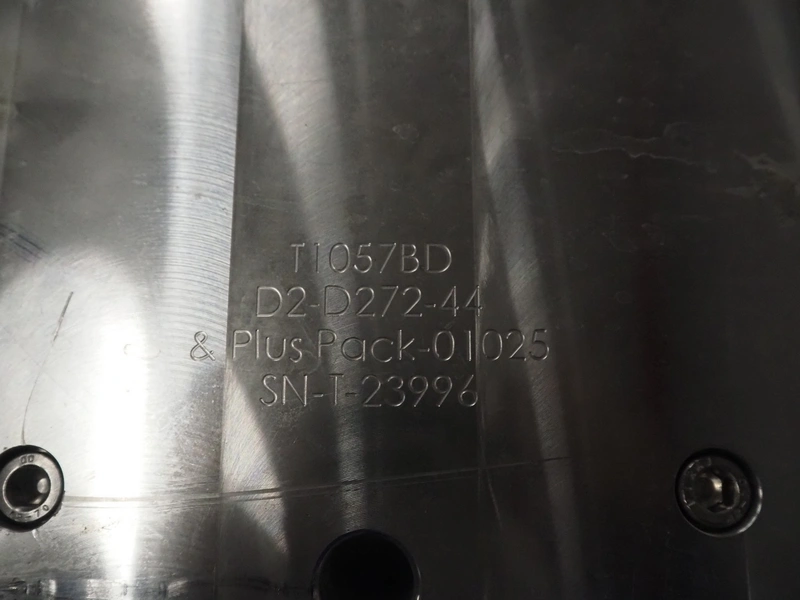 T1057BD
D2-D272-44
& Plus Pack-01025
SN-T-23996